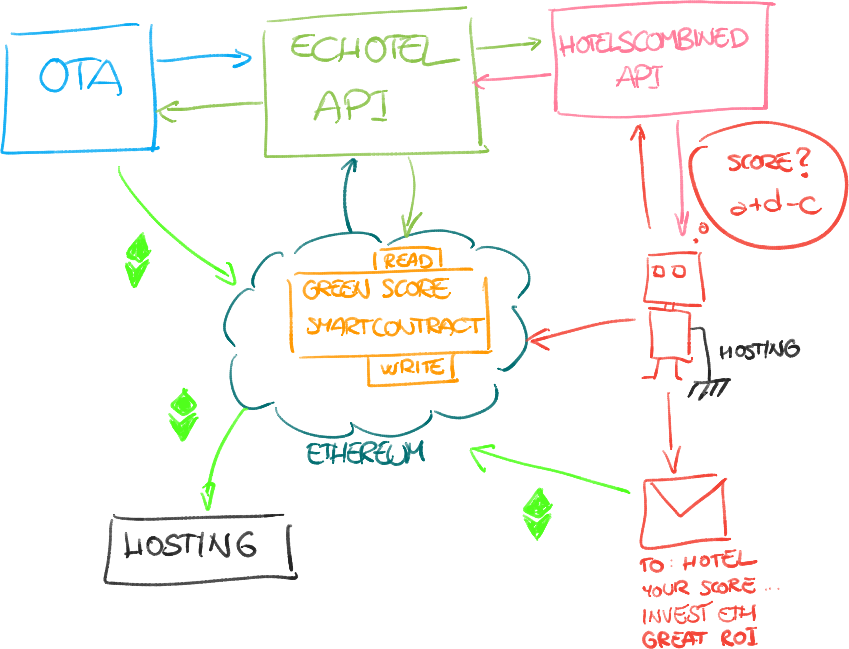 OTA
ECHOTEL
API
HOTELSCOMBINED
API
SCORE?
a+d-c
READ
GREEN SCORE
SMARTCONTRACT
WRITE
ETHEREUM
HOSTING
HOSTING
TO: HOTEL
YOUR SCORE...
INVEST ETH
GREAT ROI